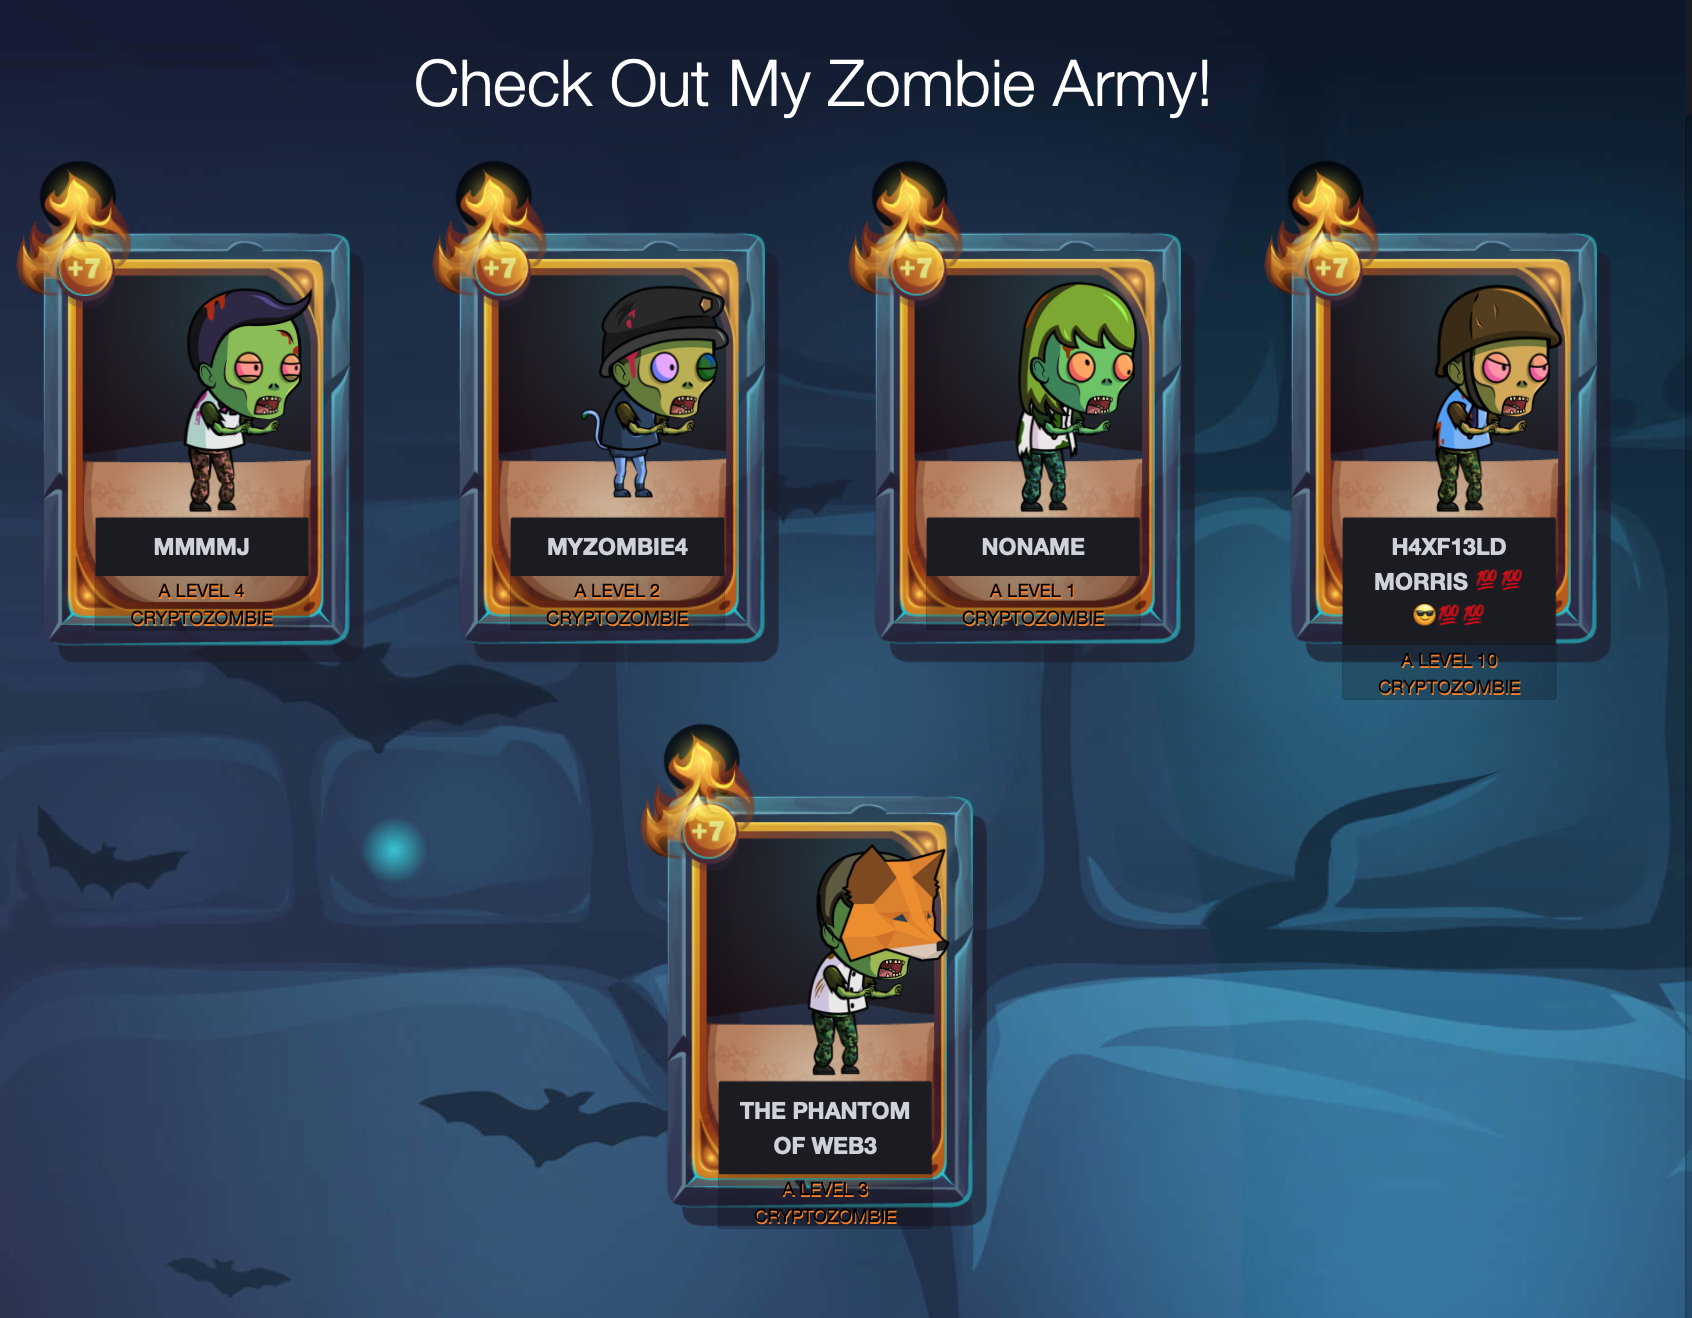 Check Out My Zombie Army!
+7
MMMMJ
A LEVEL 4
CRYPTOZOMBIE
+7
MYZOMBIE4
A LEVEL 2
CRYPTOZOMBIE
+7
NONAME
A LEVEL 1
CRYPTOZOMBIE
+7
H4XF13LD
MORRIS 💯💯
😎💯💯
A LEVEL 10
CRYPTOZOMBIE
+7
THE PHANTOM
OF WEB3
A LEVEL 3
CRYPTOZOMBIE